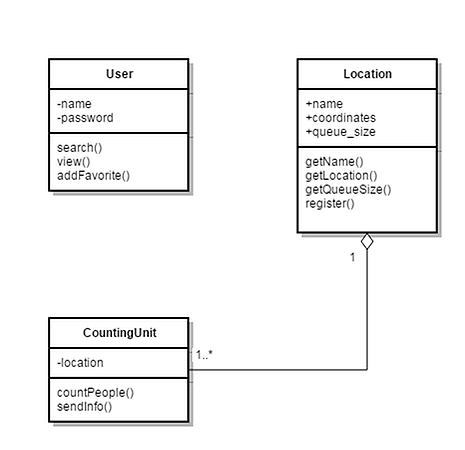 User
-name
-password
search()
view()
addFavorite()
Location
+name
+coordinates
+queue_size
getName()
getLocation()
getQueueSize()
register()
1
CountingUnit
-location
countPeople()
sendInfo()
1..*